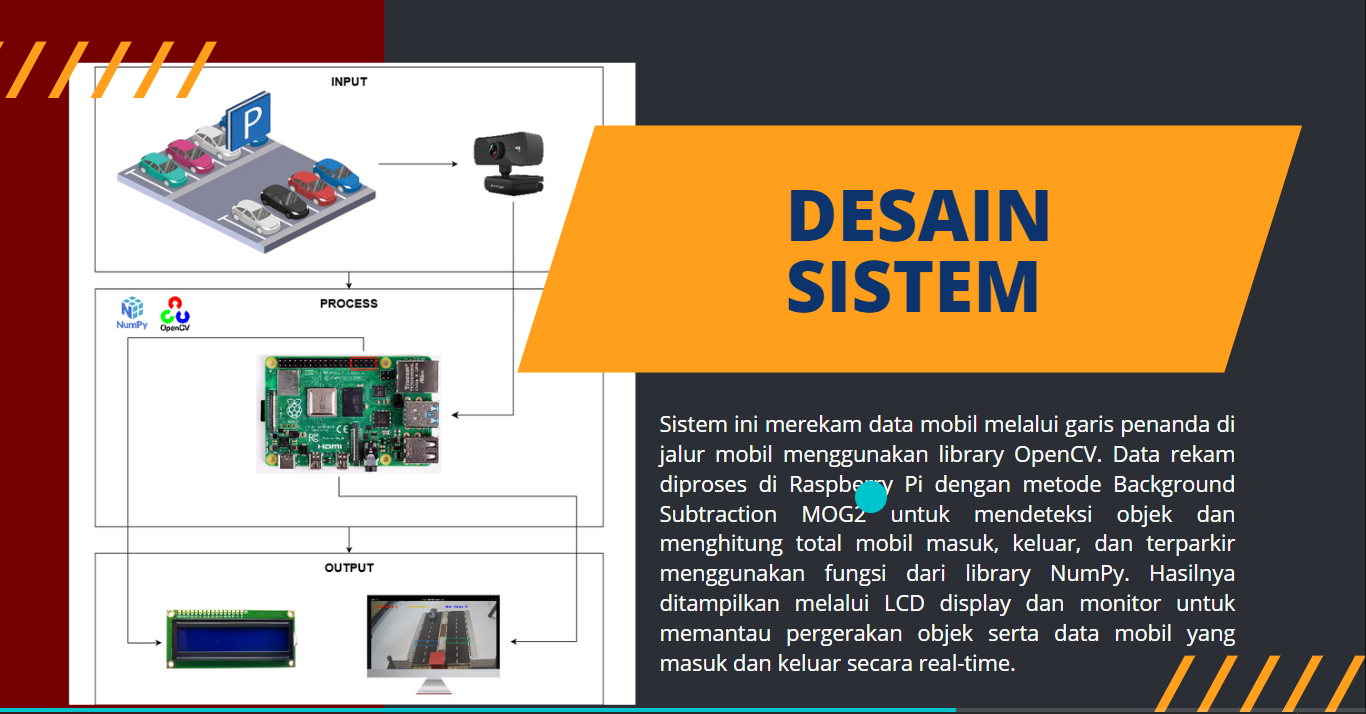 INPUT
P
PROCESS
NumPy
OpenCV
HDMI
OUTPUT
DESAIN
SISTEM
Sistem ini merekam data mobil melalui garis penanda di
jalur mobil menggunakan library OpenCV. Data rekam
diproses di Raspberry Pi dengan metode Background
Subtraction MOG2 untuk mendeteksi objek dan
menghitung total mobil masuk, keluar, dan terparkir
menggunakan fungsi dari library NumPy. Hasilnya
ditampilkan melalui LCD display dan monitor untuk
memantau pergerakan objek serta data mobil yang
masuk dan keluar secara real-time.